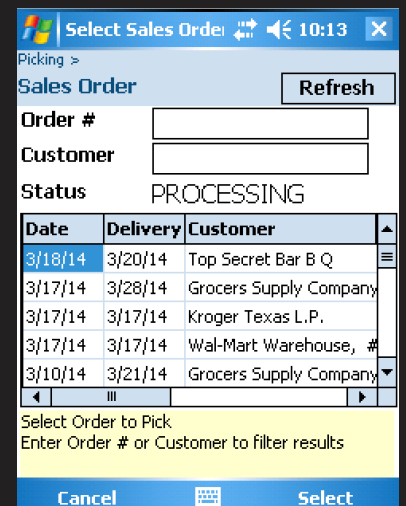 Select Sales Order 10:13
Picking >
Sales Order Refresh
Order #
Customer
Status PROCESSING
Date Delivery Customer
3/18/14 3/20/14 Top Secret Bar B Q
3/17/14 3/28/14 Grocers Supply Company
3/17/14 3/17/14 Kroger Texas L.P.
3/17/14 3/17/14 Wal-Mart Warehouse, #
3/10/14 3/21/14 Grocers Supply Company
Select Order to Pick
Enter Order # or Customer to filter results
Cancel Select